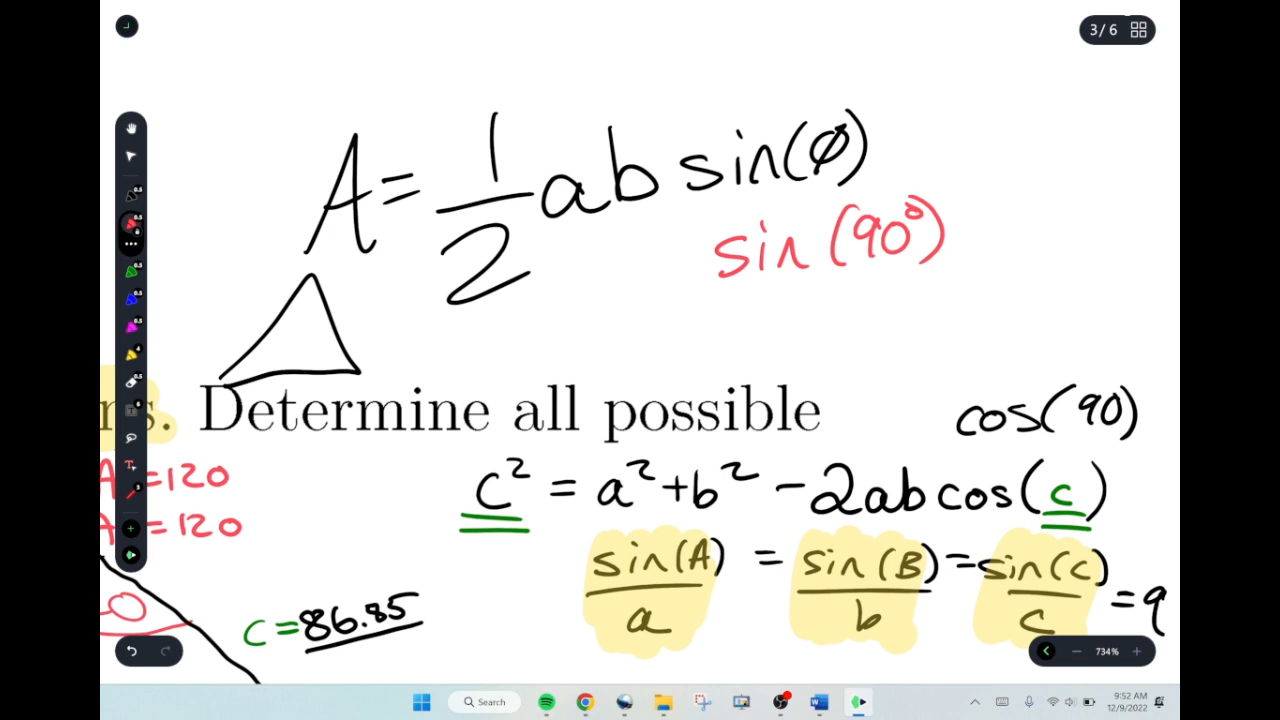 3/6
A = 1/2 ab sin(θ)
sin(90°)
ns. Determine all possible
cos(90)
A = 120
c² = a² + b² - 2ab cos(c)
A = 120
sin(A)/a = sin(B)/b = sin(c)/c = 9
c = 86.85
734%
Search
9:52 AM
12/9/2022